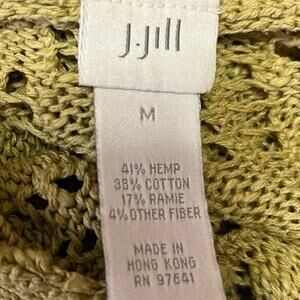 J.Jill
M
41% HEMP
38% COTTON
17% RAMIE
4% OTHER FIBER
MADE IN
HONG KONG
RN 97641